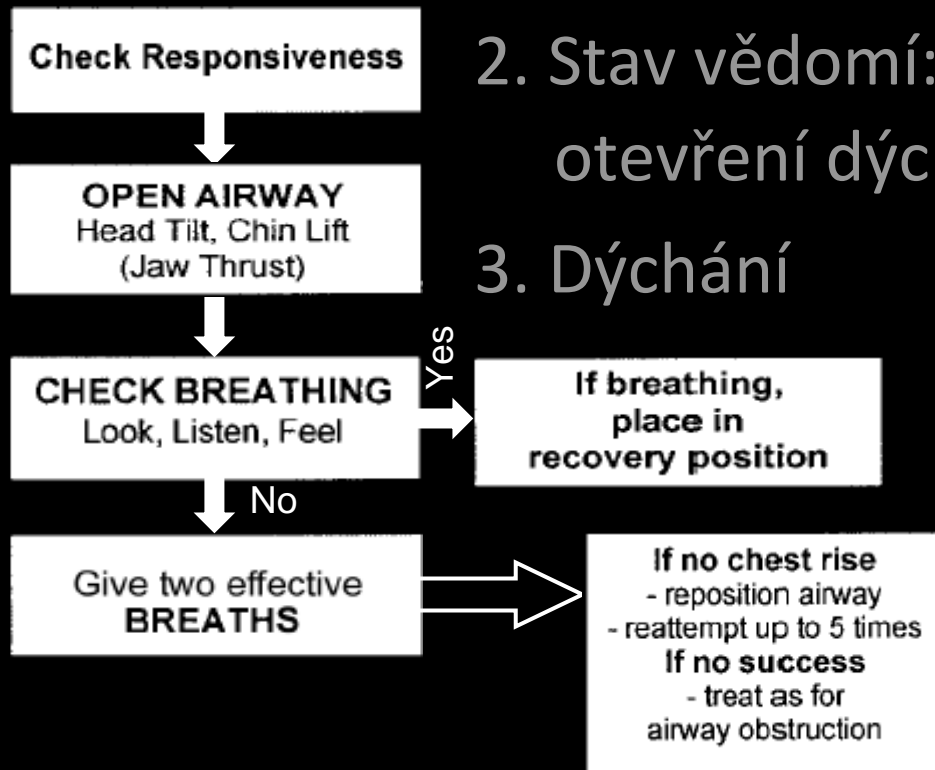 Check Responsiveness
2. Stav vědomí:
otevření dýc
OPEN AIRWAY
Head Tilt, Chin Lift
(Jaw Thrust)
3. Dýchání
CHECK BREATHING
Look, Listen, Feel
Yes
If breathing,
place in
recovery position
No
Give two effective
BREATHS
If no chest rise
- reposition airway
- reattempt up to 5 times
If no success
- treat as for
airway obstruction